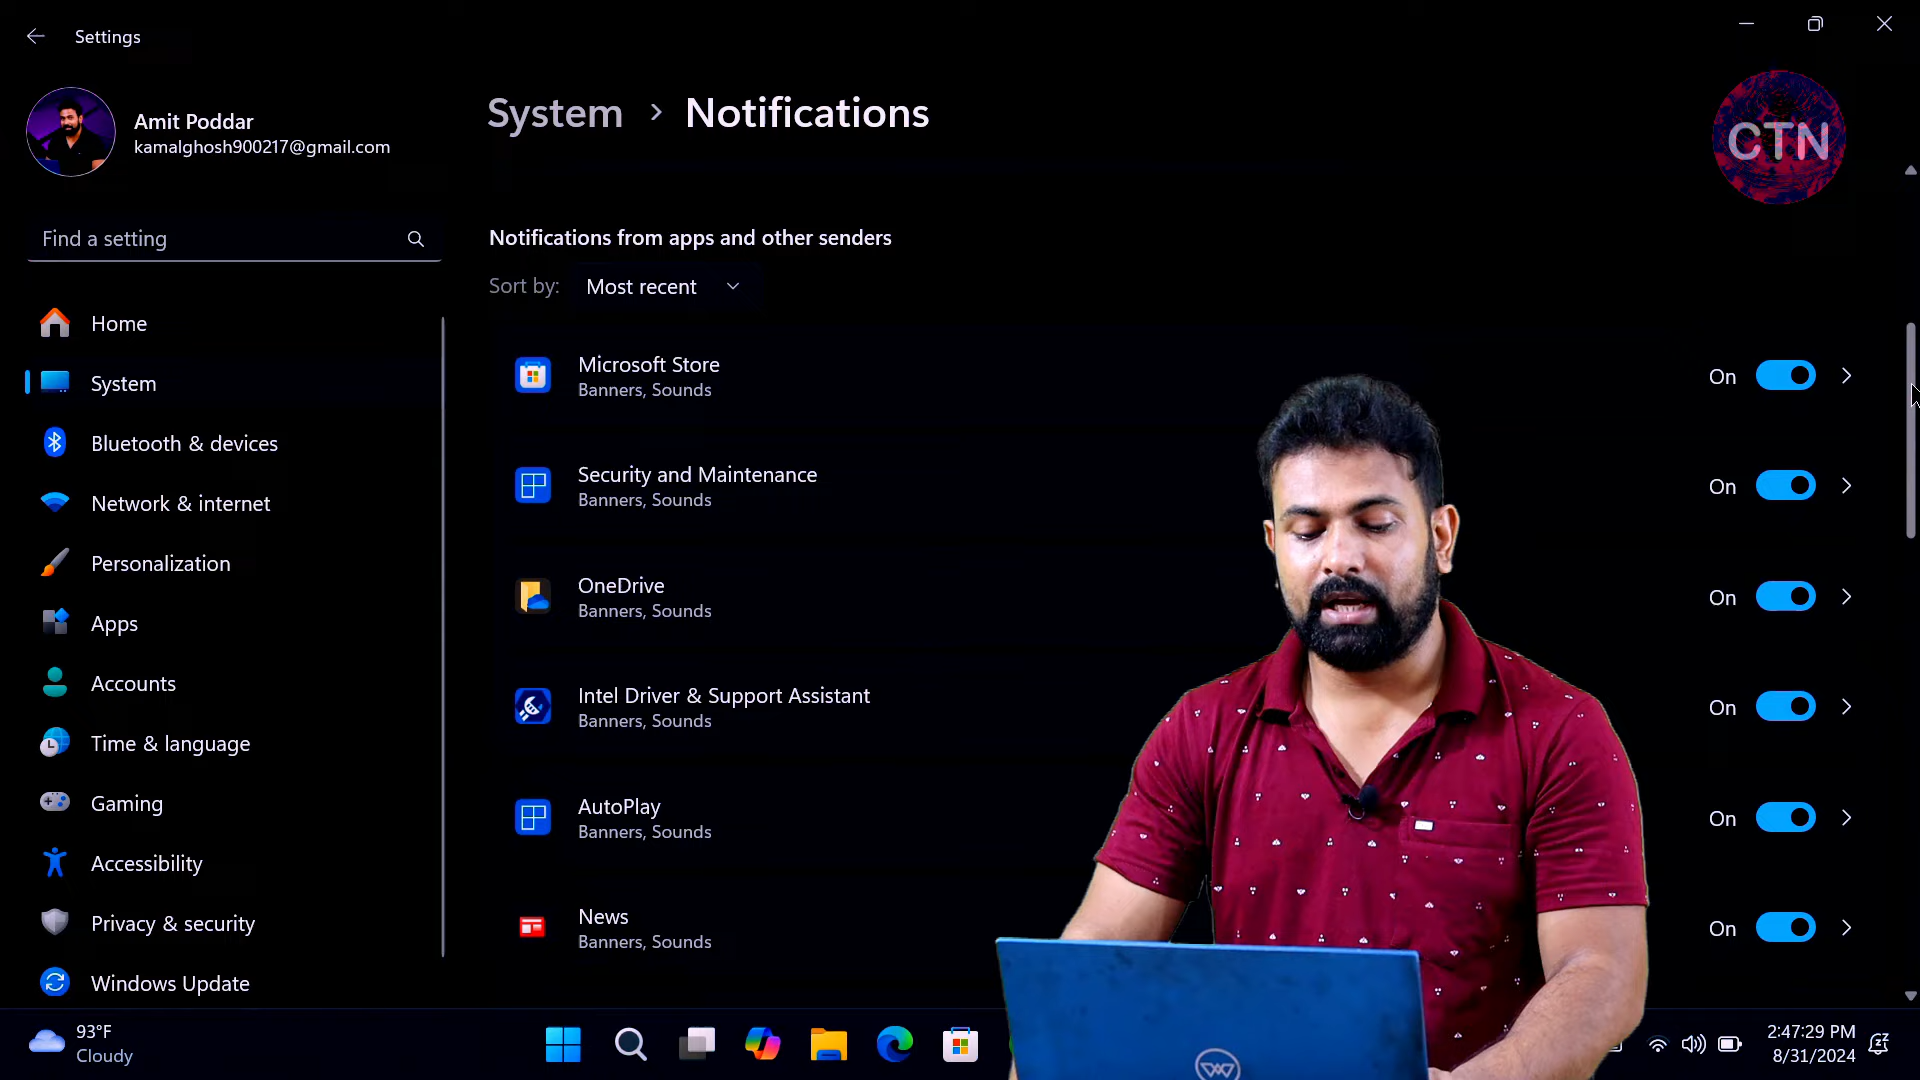 Settings
Amit Poddar
kamalghosh900217@gmail.com
System > Notifications
CTN
Find a setting
Notifications from apps and other senders
Sort by: Most recent
Home
System
Bluetooth & devices
Network & internet
Personalization
Apps
Accounts
Time & language
Gaming
Accessibility
Privacy & security
Windows Update
Microsoft Store
Banners, Sounds
On
Security and Maintenance
Banners, Sounds
On
OneDrive
Banners, Sounds
On
Intel Driver & Support Assistant
Banners, Sounds
On
AutoPlay
Banners, Sounds
On
News
Banners, Sounds
On
93°F
Cloudy
2:47:29 PM
8/31/2024